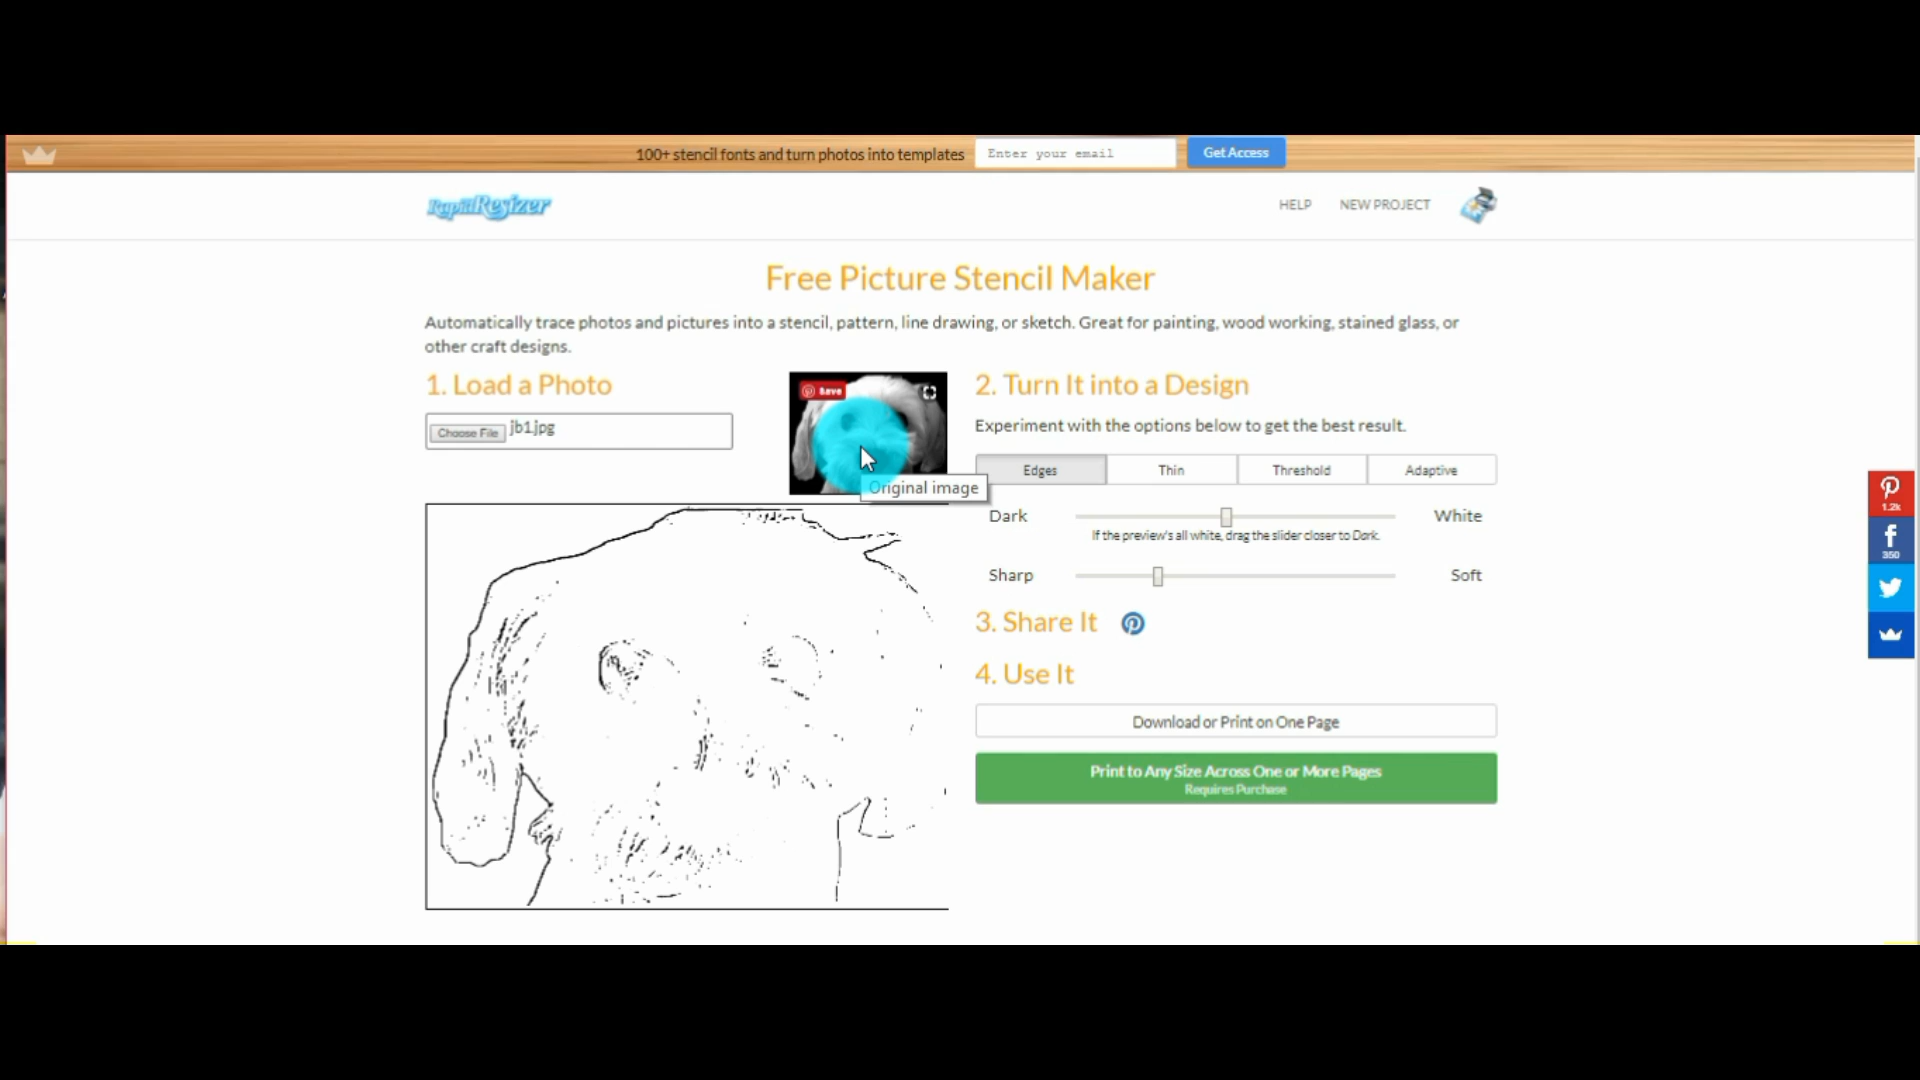 100+ stencil fonts and turn photos into templates
Enter your email
Get Access
RapidResizer
HELP
NEW PROJECT
Free Picture Stencil Maker
Automatically trace photos and pictures into a stencil, pattern, line drawing, or sketch. Great for painting, wood working, stained glass, or
other craft designs.
1. Load a Photo
Choose File jb1.jpg
Save
Original image
2. Turn It into a Design
Experiment with the options below to get the best result.
Edges
Thin
Threshold
Adaptive
Dark
White
If the preview's all white, drag the slider closer to Dark.
Sharp
Soft
3. Share It
4. Use It
Download or Print on One Page
Print to Any Size Across One or More Pages
Requires Purchase
1.2k
350